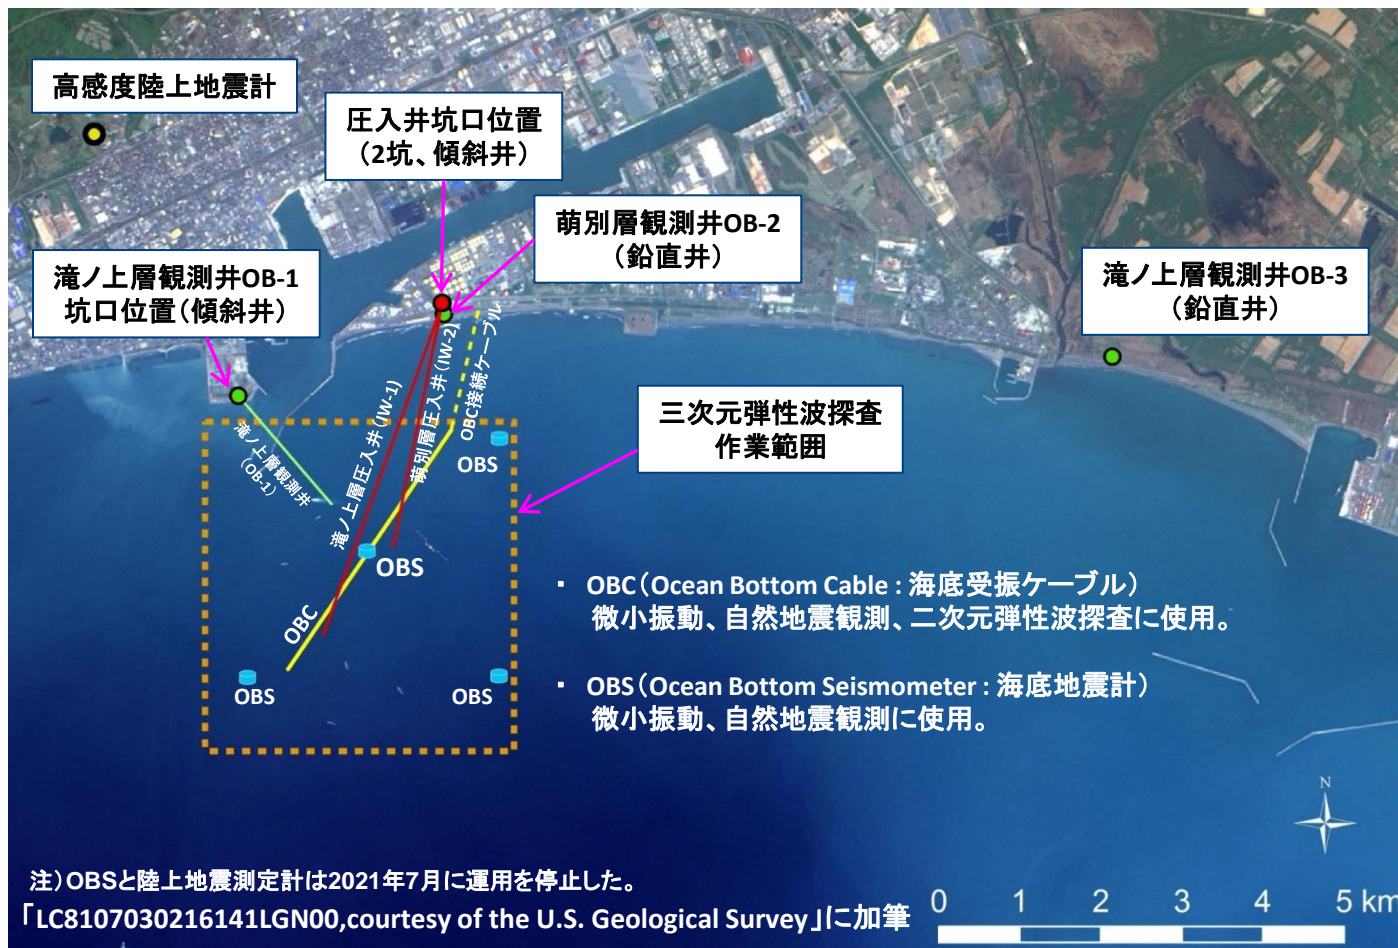 高感度陸上地震計
圧入井坑口位置
（2坑、傾斜井）
萌別層観測井OB-2
（鉛直井）
滝ノ上層観測井OB-1
坑口位置（傾斜井）
滝ノ上層観測井OB-3
（鉛直井）
滝ノ上層圧入井（IW-1）
萌別層圧入井（IW-2）
OBC接続ケーブル
滝ノ上層観測井
（OB-1）
三次元弾性波探査
作業範囲
OBS
OBS
OBC
OBS
OBS
・ OBC（Ocean Bottom Cable : 海底受振ケーブル）
微小振動、自然地震観測、二次元弾性波探査に使用。
・ OBS（Ocean Bottom Seismometer : 海底地震計）
微小振動、自然地震観測に使用。
N
注）OBSと陸上地震測定計は2021年7月に運用を停止した。
「LC8107030216141LGN00,courtesy of the U.S. Geological Survey」に加筆
0 1 2 3 4 5 km